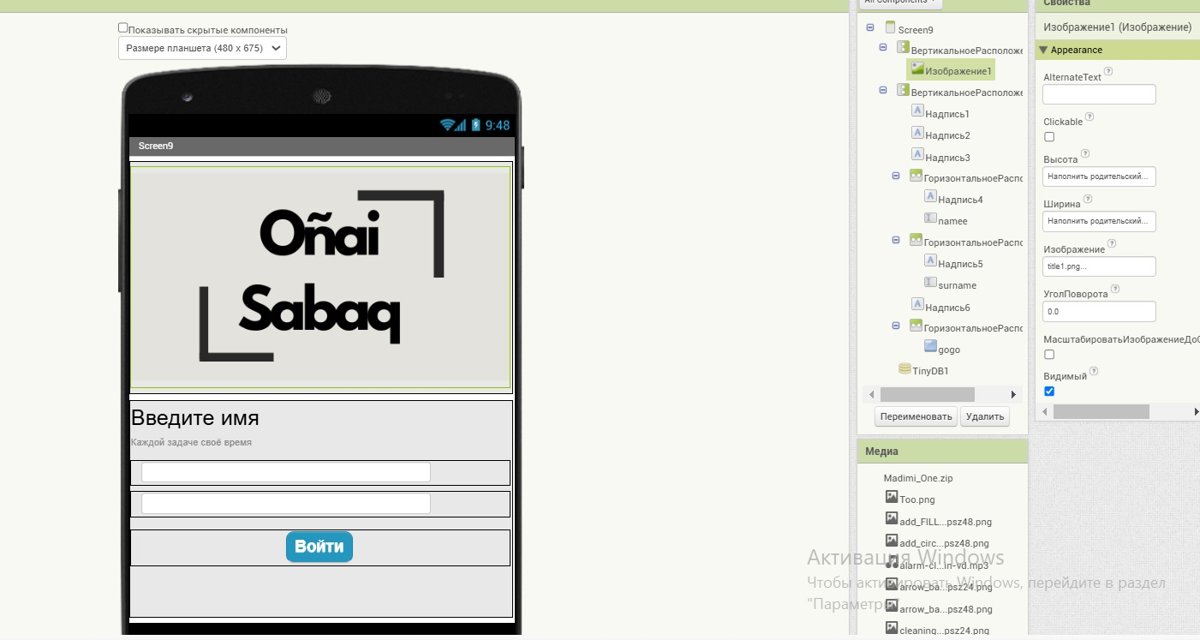 All Components
Свойства
Показывать скрытые компоненты
Размере планшета (480 x 675)
9:48
Screen9
Oñai
Sabaq
Введите имя
Каждой задаче своё время
Войти
Screen9
ВертикальноеРасположе
Изображение1
ВертикальноеРасположе
Надпись1
Надпись2
Надпись3
ГоризонтальноеРаспо
Надпись4
namee
ГоризонтальноеРаспо
Надпись5
surname
Надпись6
ГоризонтальноеРаспо
gogo
TinyDB1
Переименовать Удалить
Медиа
Madimi_One.zip
Too.png
add_FILL...psz48.png
add_circ...psz48.png
alarm-cl...in-vd.mp3
arrow_ba...psz24.png
arrow_ba...psz48.png
cleaning...psz24.png
Изображение1 (Изображение)
Appearance
AlternateText
Clickable
Высота
Наполнить родительский...
Ширина
Наполнить родительский...
Изображение
title1.png...
УголПоворота
0.0
МасштабироватьИзображениеДо
Видимый
Активация Windows
Чтобы активировать Windows, перейдите в раздел
"Параметры"